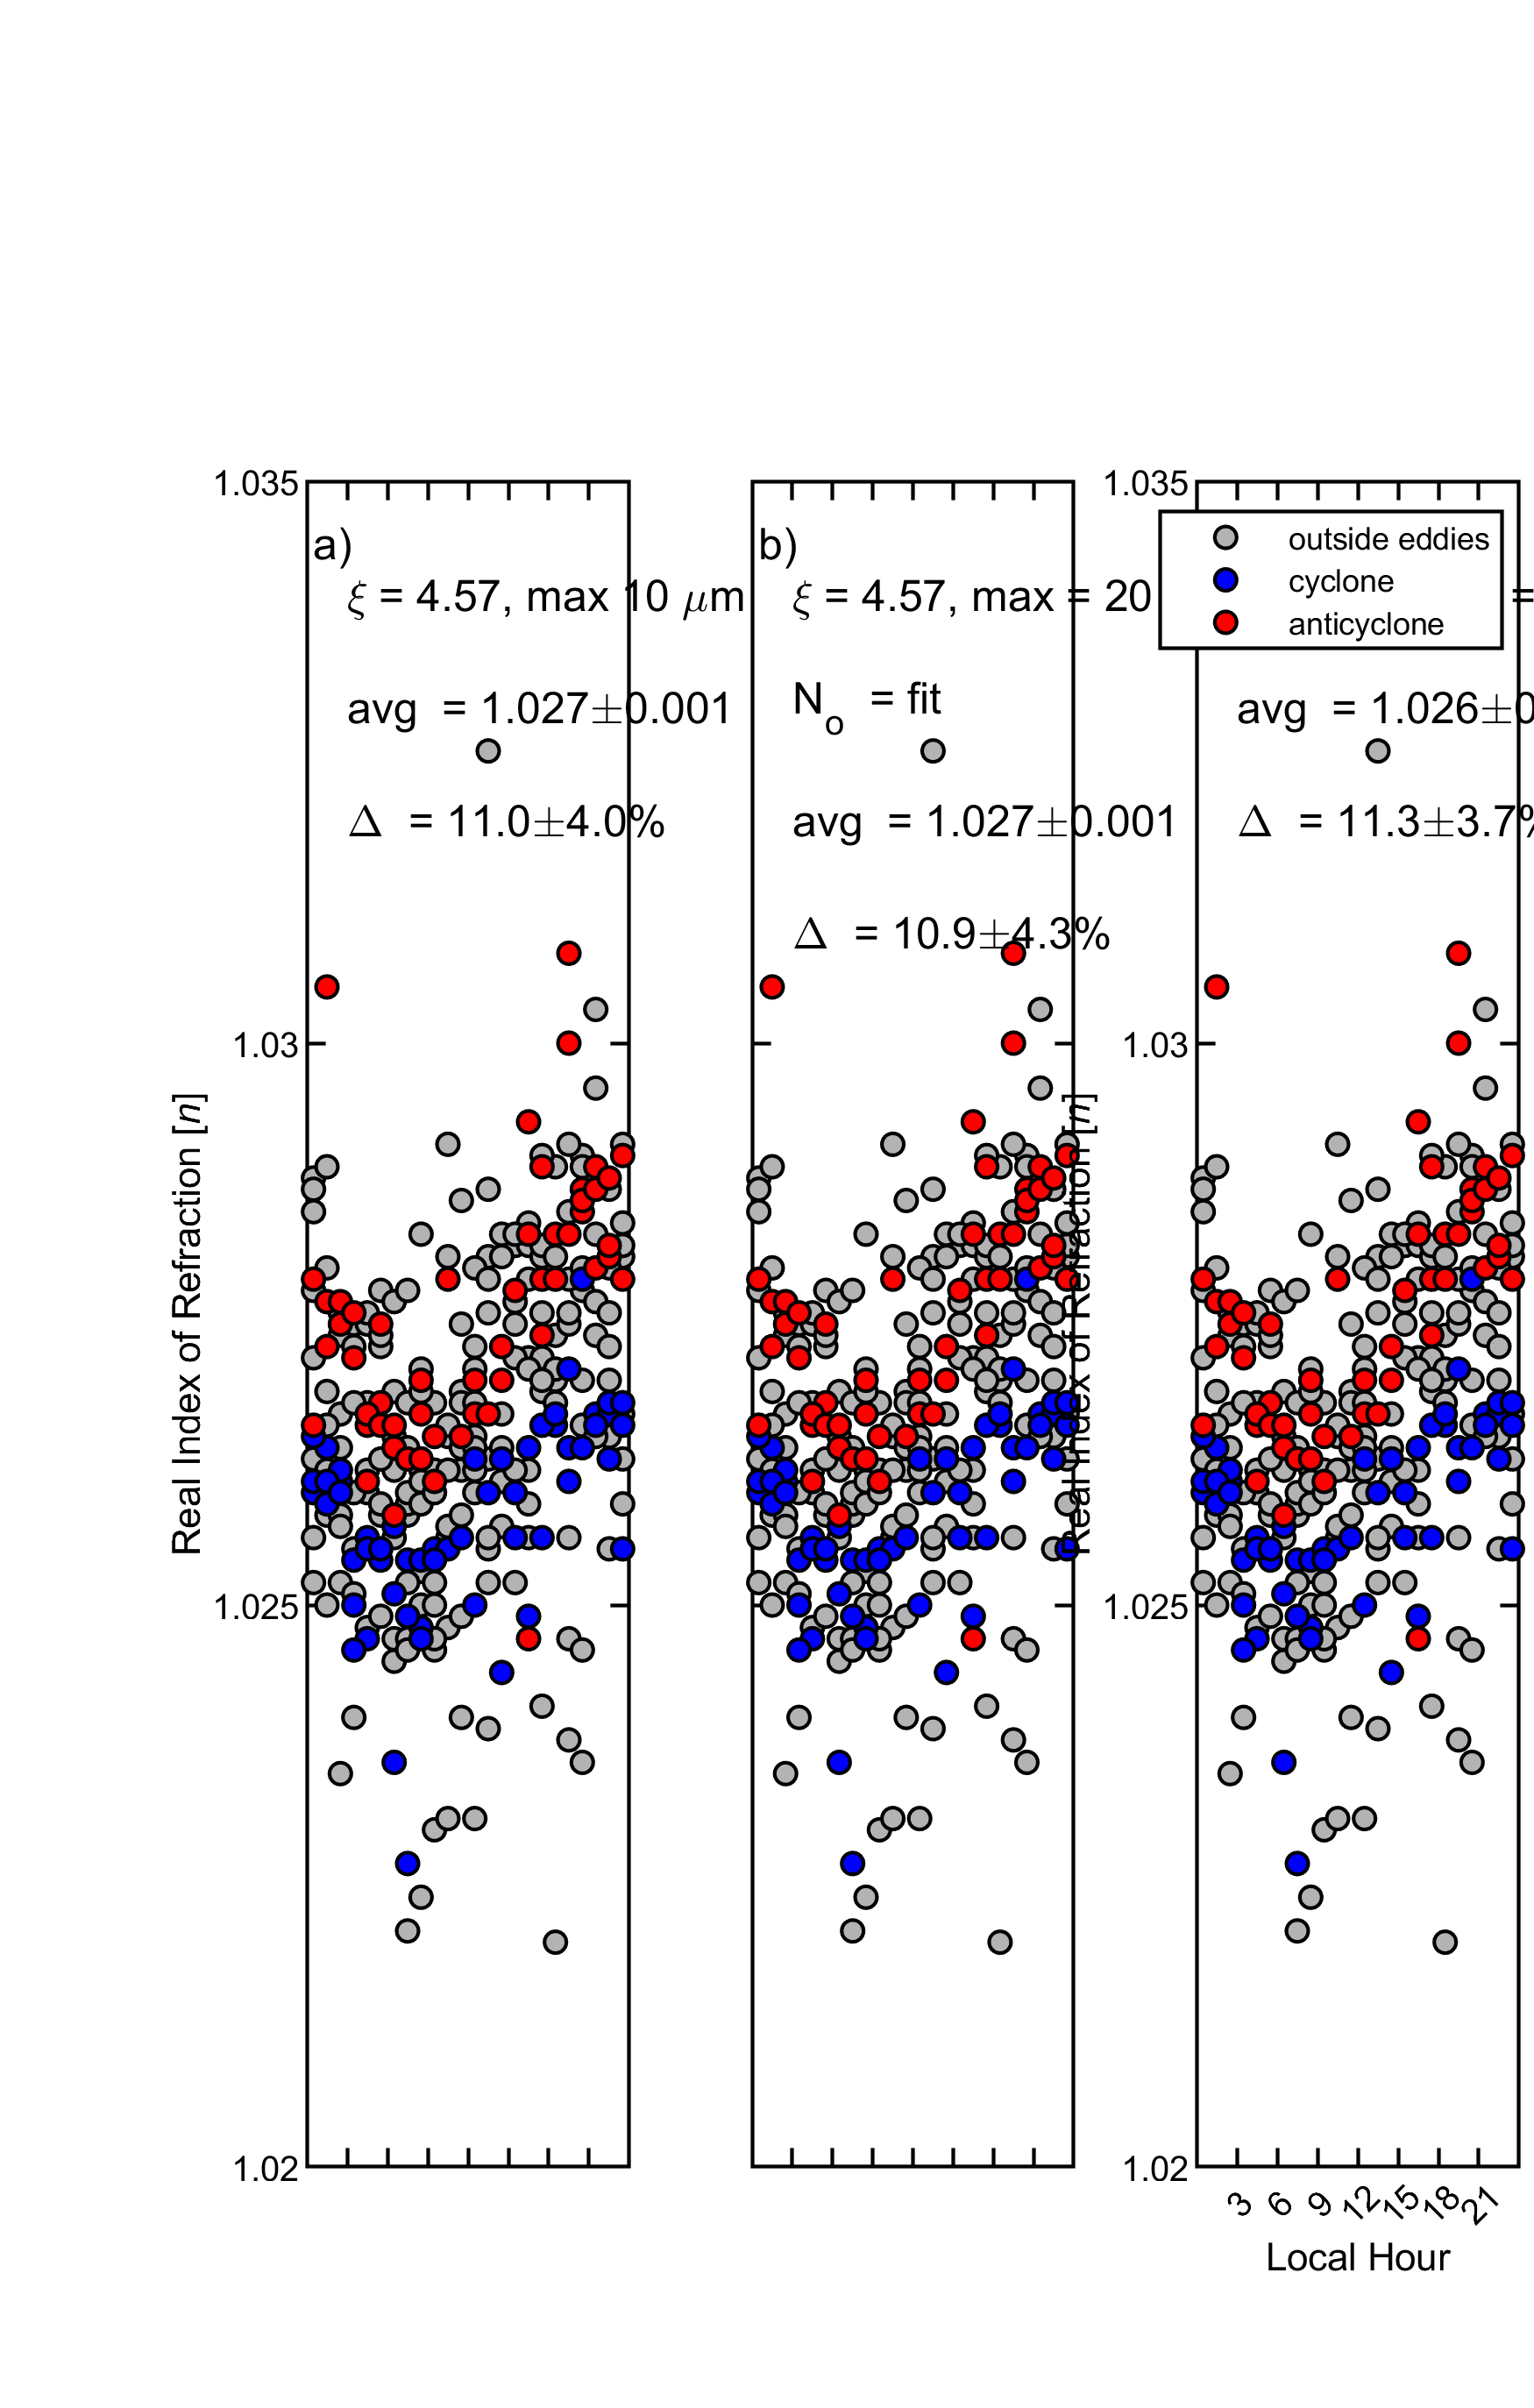 1.035
a)
ξ = 4.57, max 10 μm
avg = 1.027±0.001
Δ = 11.0±4.0%
1.03
1.025
1.02
Real Index of Refraction [n]
b)
ξ = 4.57, max = 20
N₀ = fit
avg = 1.027±0.001
Δ = 10.9±4.3%
1.035
outside eddies
cyclone
anticyclone
=
avg = 1.026±0
Δ = 11.3±3.7%
1.03
1.025
1.02
Real Index of Refraction [n]
3 6 9 12 15 18 21
Local Hour